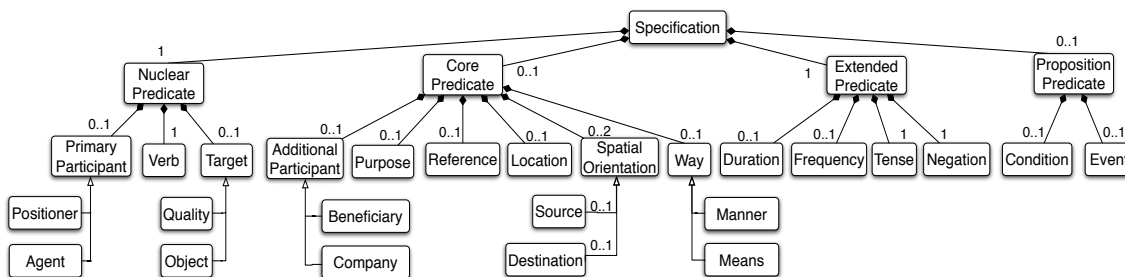 Specification
1
0..1
1
0..1
Nuclear
Predicate
Core
Predicate
Extended
Predicate
Proposition
Predicate
0..1
1
0..1
0..1
0..1
0..1
0..1
0..2
0..1
0..1
0..1
1
1
0..1
0..1
Primary
Participant
Verb
Target
Additional
Participant
Purpose
Reference
Location
Spatial
Orientation
Way
Duration
Frequency
Tense
Negation
Condition
Event
Positioner
Quality
Beneficiary
Source
0..1
Manner
Agent
Object
Company
Destination
0..1
Means